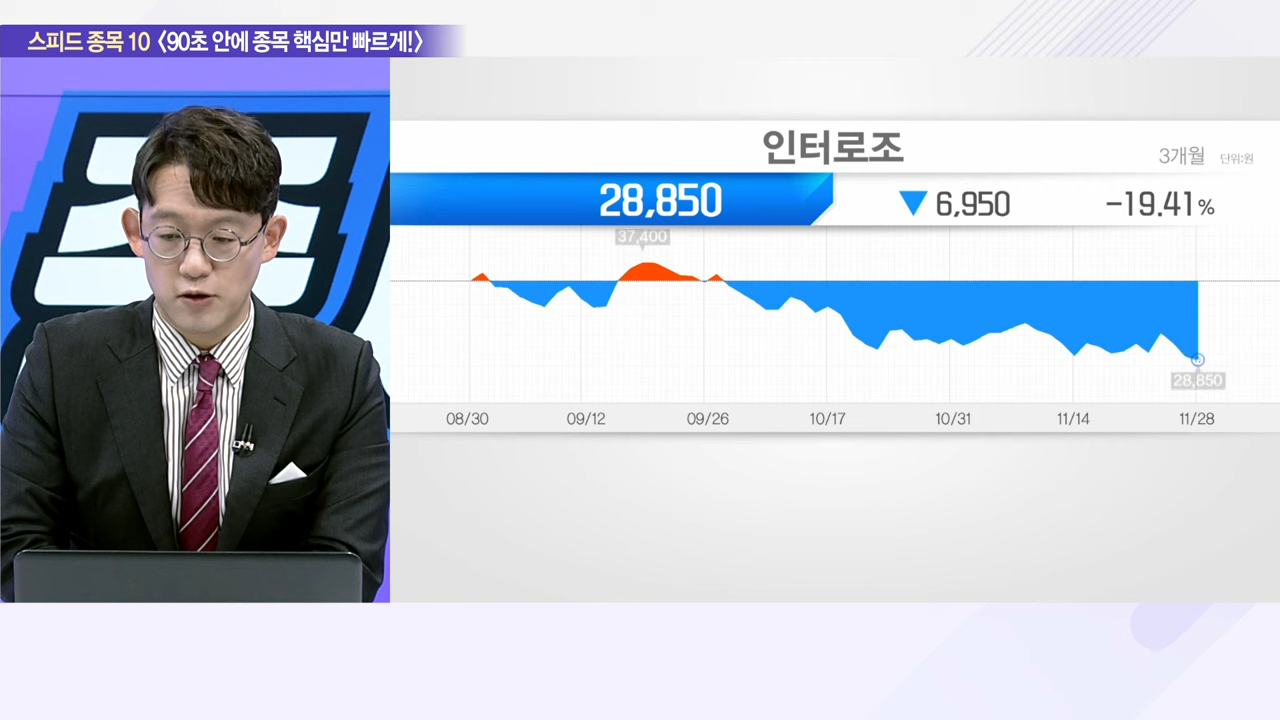 스피드 종목 10 <90초 안에 종목 핵심만 빠르게!>
인터로조
3개월 단위:원
28,850 ▼ 6,950 -19.41%
37,400
28,850
08/30 09/12 09/26 10/17 10/31 11/14 11/28